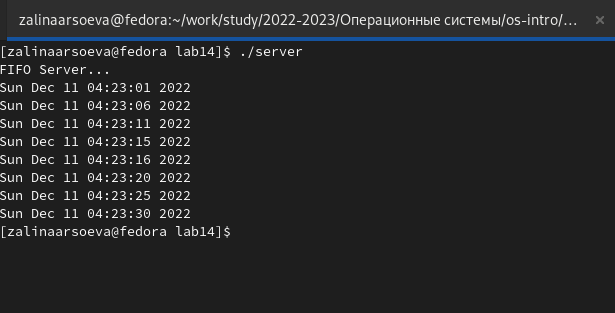 zalinaarsoeva@fedora:~/work/study/2022-2023/Операционные системы/os-intro/...
[zalinaarsoeva@fedora lab14]$ ./server
FIFO Server...
Sun Dec 11 04:23:01 2022
Sun Dec 11 04:23:06 2022
Sun Dec 11 04:23:11 2022
Sun Dec 11 04:23:15 2022
Sun Dec 11 04:23:16 2022
Sun Dec 11 04:23:20 2022
Sun Dec 11 04:23:25 2022
Sun Dec 11 04:23:30 2022
[zalinaarsoeva@fedora lab14]$